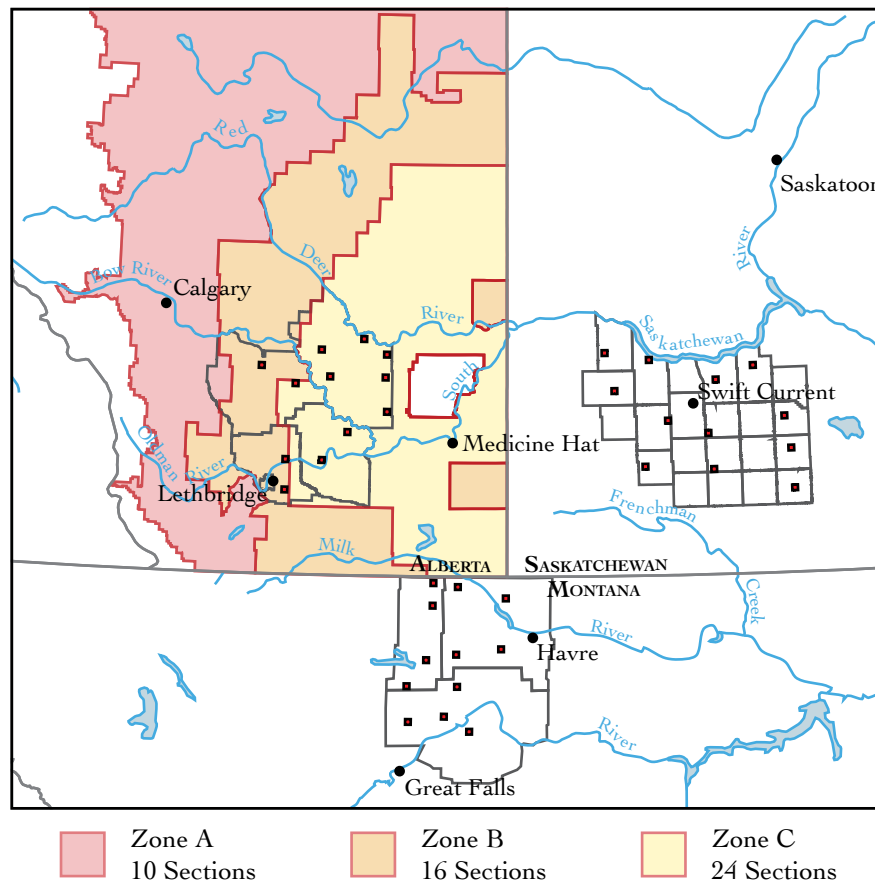 Red
Saskatoon
River
Deer
Bow River
Calgary
River
Saskatchewan
South
Swift Current
Oldman
River
Medicine Hat
Lethbridge
Frenchman
Milk
ALBERTA
SASKATCHEWAN
MONTANA
Creek
River
Havre
River
Great Falls
Zone A
10 Sections
Zone B
16 Sections
Zone C
24 Sections